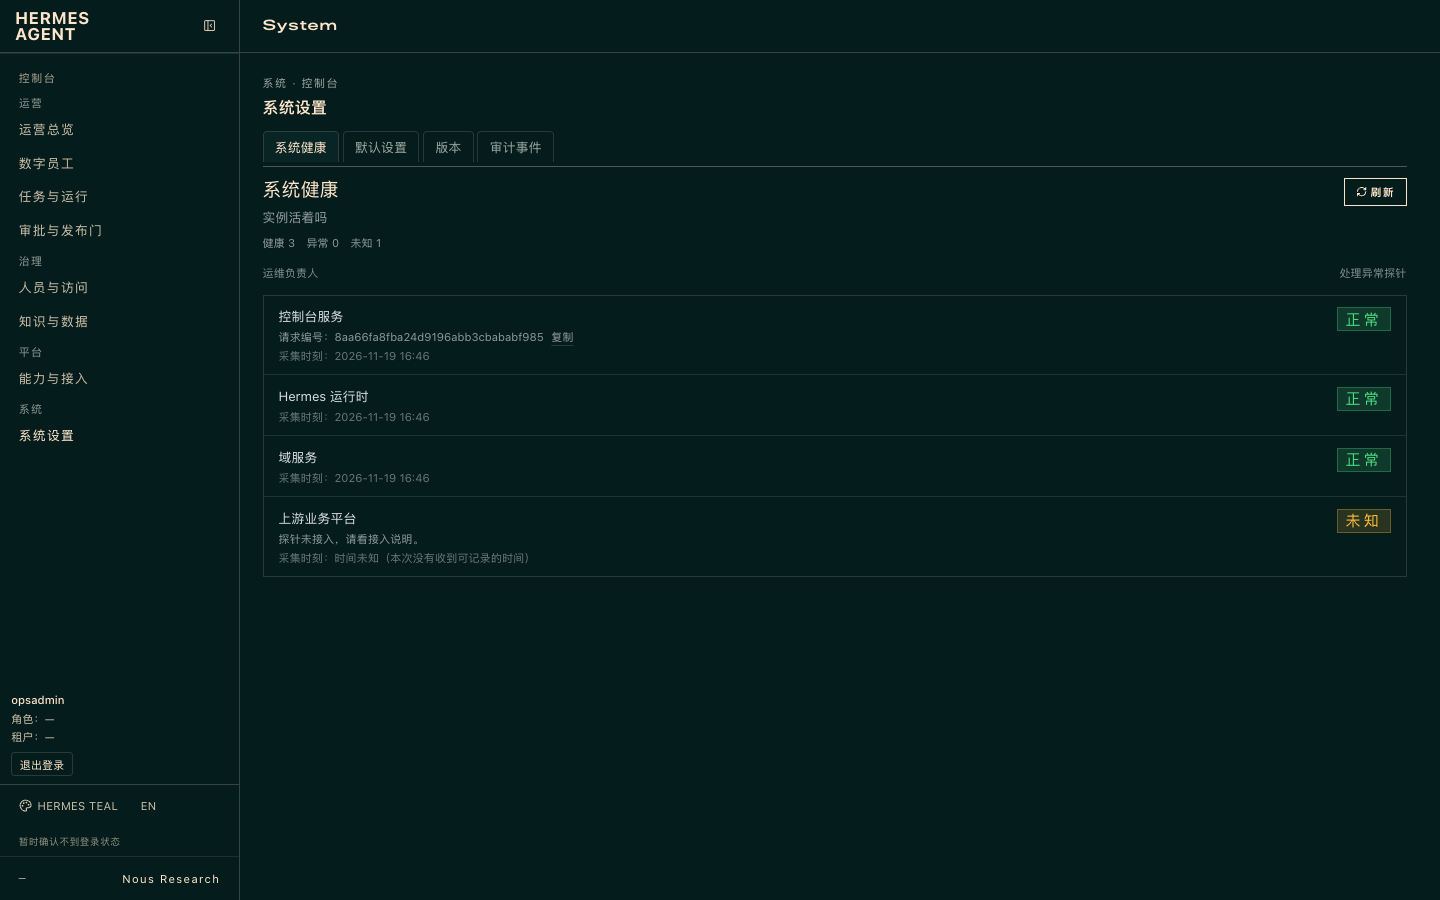 HERMES
AGENT
System
控制台
运营
运营总览
数字员工
任务与运行
审批与发布门
治理
人员与访问
知识与数据
平台
能力与接入
系统
系统设置
opsadmin
角色：—
租户：—
退出登录
HERMES TEAL EN
暂时确认不到登录状态
— Nous Research
系统 · 控制台
系统设置
系统健康 默认设置 版本 审计事件
系统健康
刷新
实例活着吗
健康 3 异常 0 未知 1
运维负责人 处理异常探针
控制台服务 正常
请求编号：8aa66fa8fba24d9196abb3cbababf985 复制
采集时刻：2026-11-19 16:46
Hermes 运行时 正常
采集时刻：2026-11-19 16:46
域服务 正常
采集时刻：2026-11-19 16:46
上游业务平台 未知
探针未接入，请看接入说明。
采集时刻：时间未知（本次没有收到可记录的时间）